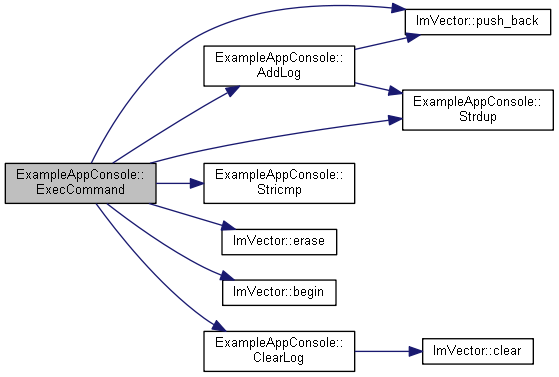 ImVector::push_back
ExampleAppConsole::
AddLog
ExampleAppConsole::
Strdup
ExampleAppConsole::
ExecCommand
ExampleAppConsole::
Stricmp
ImVector::erase
ImVector::begin
ExampleAppConsole::
ClearLog
ImVector::clear